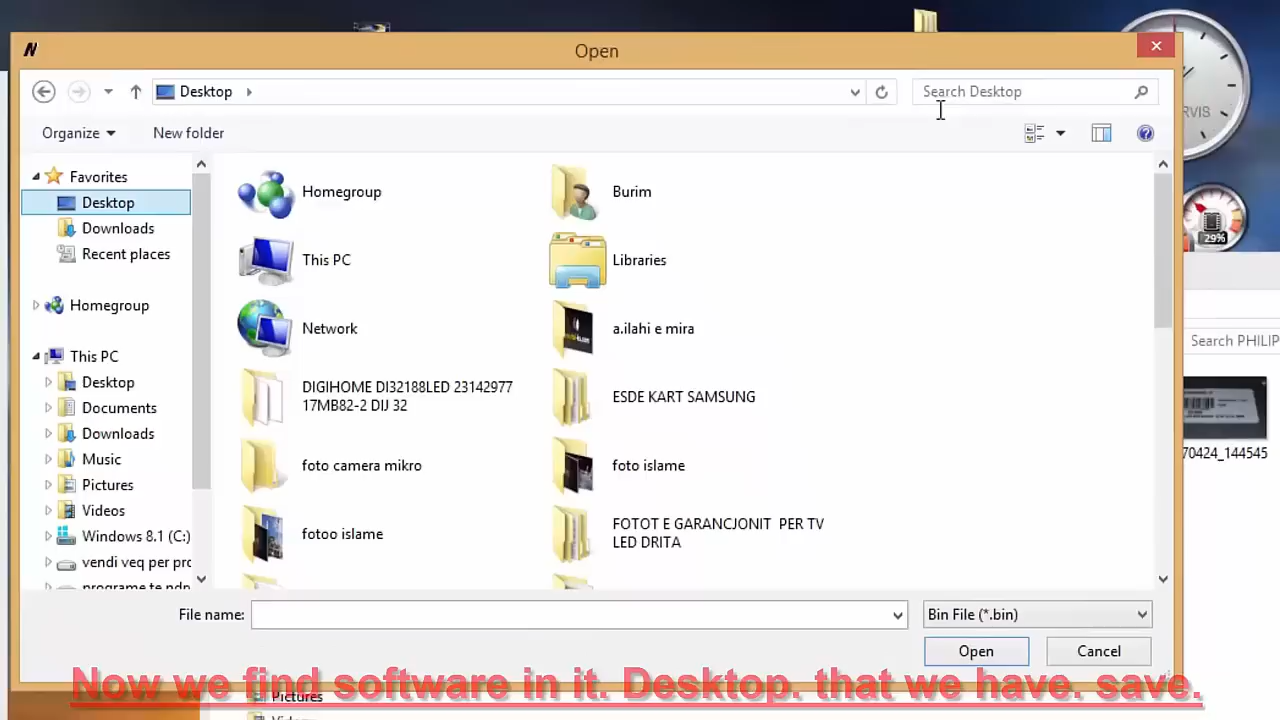 Open
Desktop
Search Desktop
Organize
New folder
Favorites
Desktop
Downloads
Recent places
Homegroup
This PC
Desktop
Documents
Downloads
Music
Pictures
Videos
Windows 8.1 (C:)
vendi veq per pro
programe te ndp
Homegroup
Burim
This PC
Libraries
Network
a.ilahi e mira
DIGIHOME DI32188LED 23142977
17MB82-2 DIJ 32
ESDE KART SAMSUNG
foto camera mikro
foto islame
fotoo islame
FOTOT E GARANCJONIT PER TV
LED DRITA
File name:
Bin File (*.bin)
Open
Cancel
RVIS
29%
Search PHILIP
70424_144545
Now we find software in it. Desktop. that we have. save.
Pictures